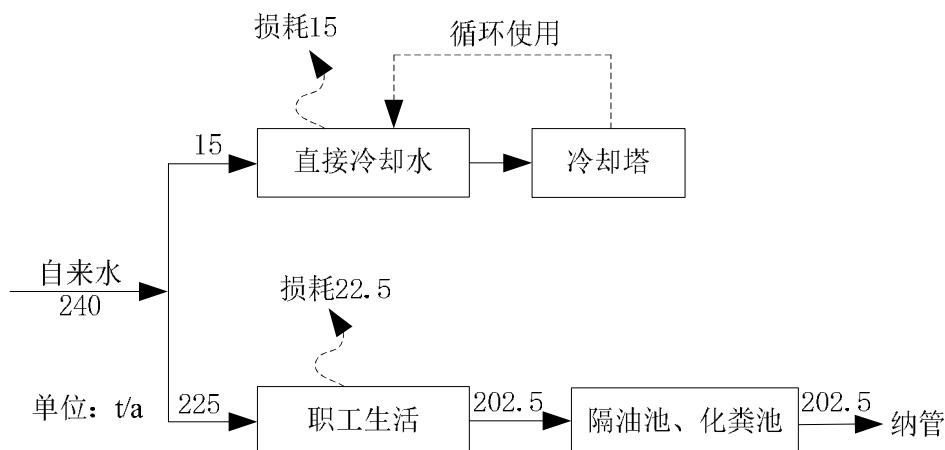 损耗15
循环使用
15
直接冷却水
冷却塔
自来水
240
损耗22.5
单位：t/a
225
职工生活
202.5
隔油池、化粪池
202.5
纳管